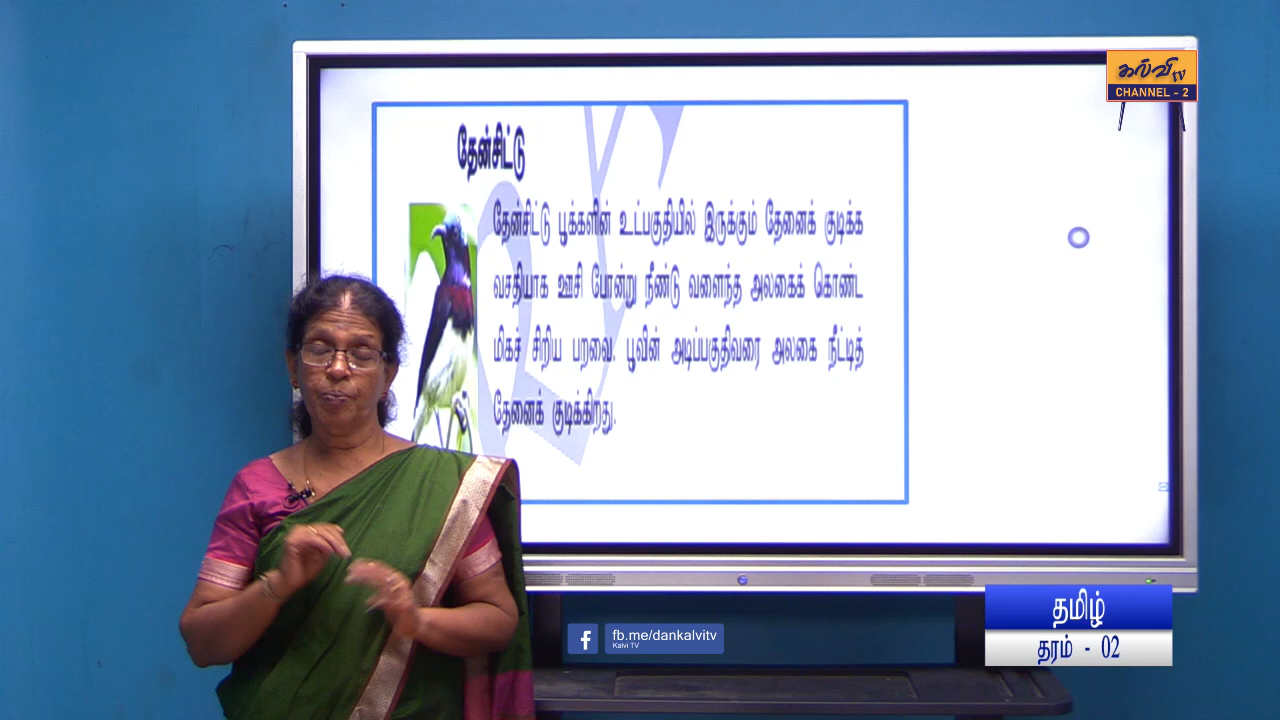 கல்வி tv
CHANNEL - 2
தேன்சிட்டு
தேன்சிட்டு பூக்களின் உட்பகுதியில் இருக்கும் தேனைக் குடிக்க
வசதியாக ஊசி போன்று நீண்டு வளைந்த அலகைக் கொண்ட
மிகச் சிறிய பறவை. பூவின் அடிப்பகுதிவரை அலகை நீட்டித்
தேனைக் குடிக்கிறது.
தமிழ்
தரம் - 02
fb.me/dankalvitv
Kalvi TV